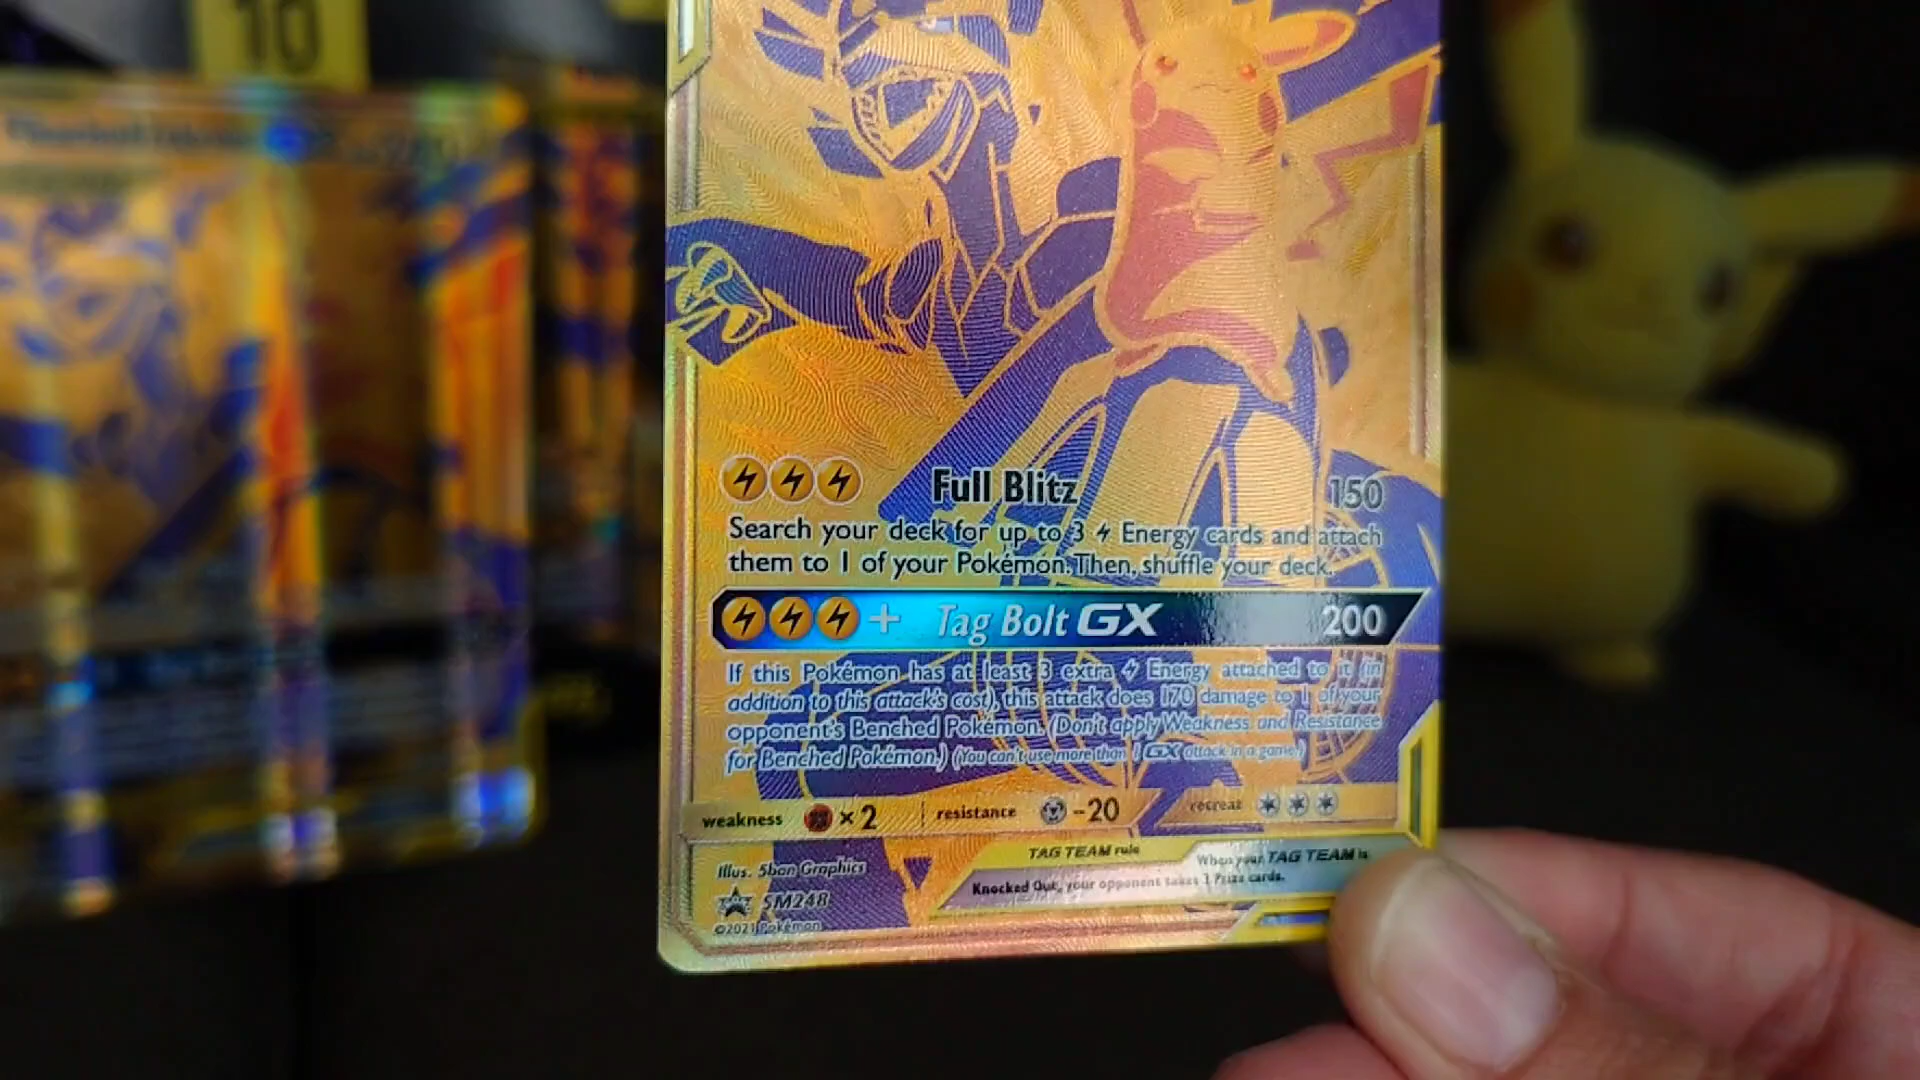 10
Full Blitz 150
Search your deck for up to 3 Energy cards and attach
them to 1 of your Pokémon. Then, shuffle your deck.
+ Tag Bolt GX 200
If this Pokémon has at least 3 extra Energy attached to it (in
addition to this attack's cost), this attack does 170 damage to 1 of your
opponent's Benched Pokémon. (Don't apply Weakness and Resistance
for Benched Pokémon.) (You can't use more than 1 GX attack in a game.)
weakness ×2 resistance -20 retreat
Illus. 5ban Graphics
TAG TEAM rule When your TAG TEAM is
Knocked Out, your opponent takes 3 Prize cards.
SM248
©2021 Pokémon